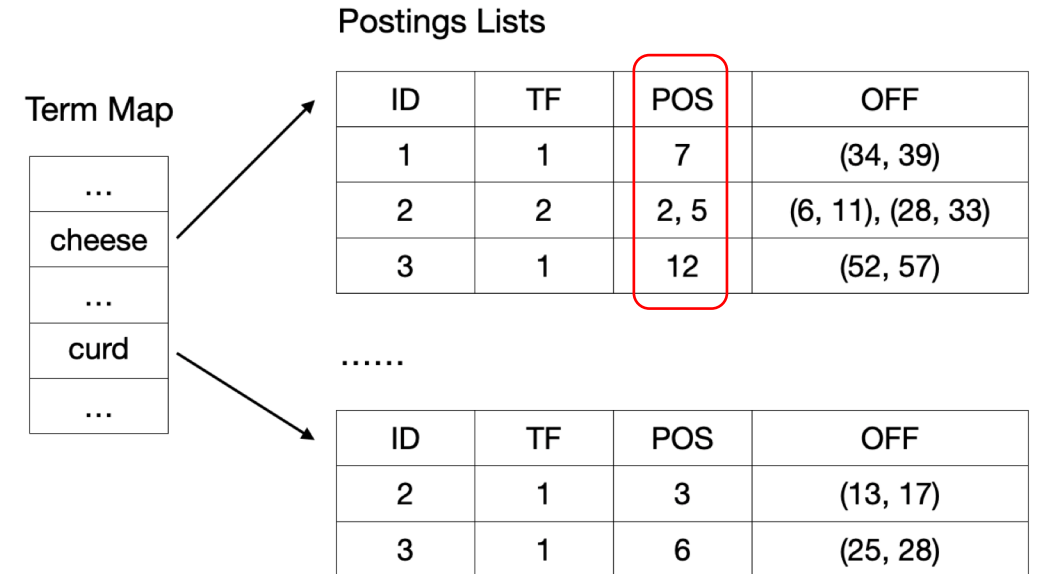 Postings Lists
Term Map
...
cheese
...
curd
...
ID TF POS OFF
1 1 7 (34, 39)
2 2 2, 5 (6, 11), (28, 33)
3 1 12 (52, 57)
......
ID TF POS OFF
2 1 3 (13, 17)
3 1 6 (25, 28)